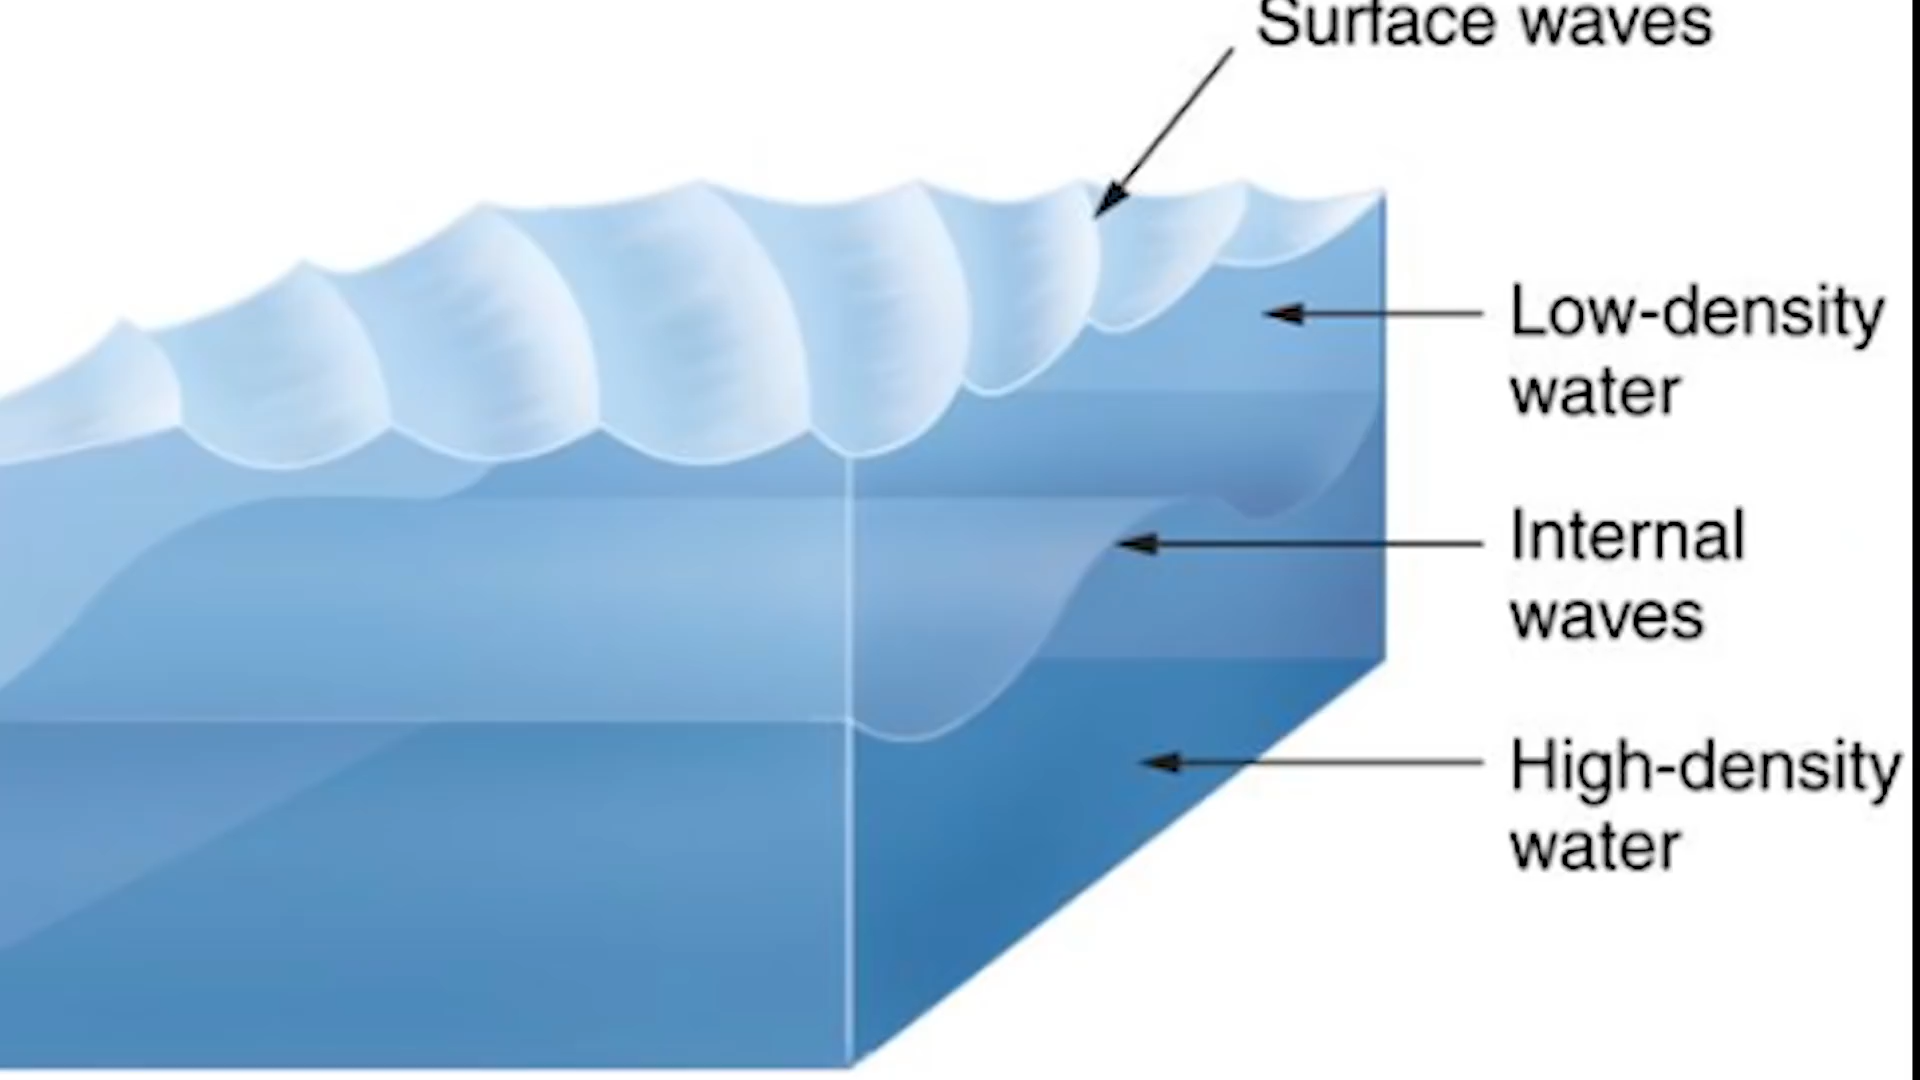 Surface waves
Low-density
water
Internal
waves
High-density
water